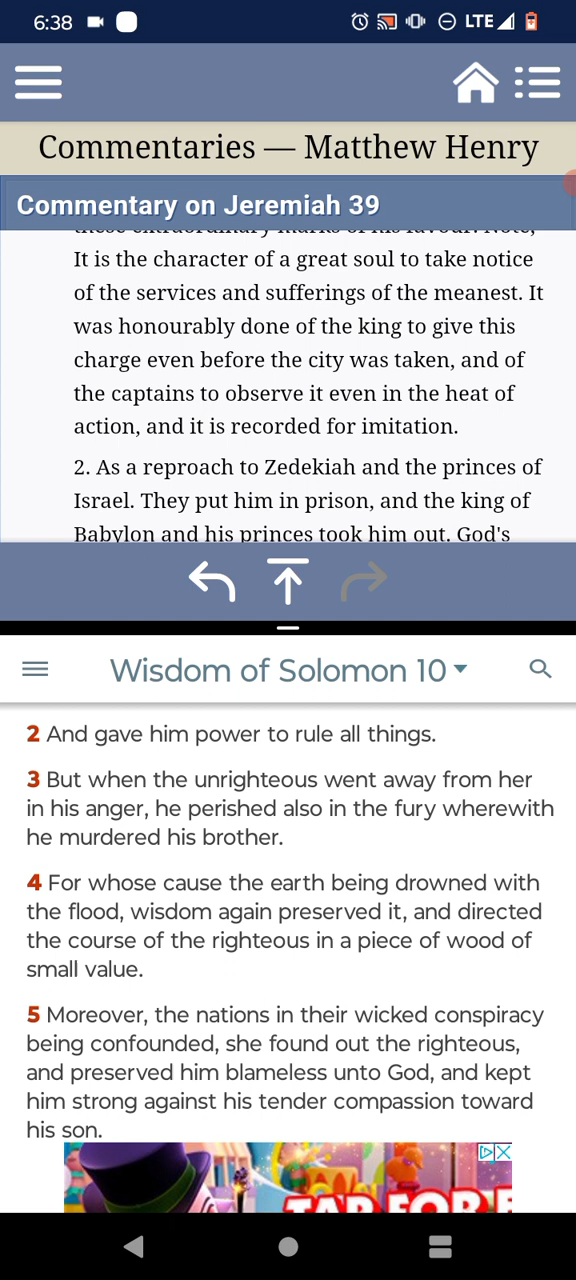 6:38
LTE
Commentaries — Matthew Henry
Commentary on Jeremiah 39
these extraordinary marks of his favour. Note,
It is the character of a great soul to take notice
of the services and sufferings of the meanest. It
was honourably done of the king to give this
charge even before the city was taken, and of
the captains to observe it even in the heat of
action, and it is recorded for imitation.
2. As a reproach to Zedekiah and the princes of
Israel. They put him in prison, and the king of
Babylon and his princes took him out. God's
Wisdom of Solomon 10
2 And gave him power to rule all things.
3 But when the unrighteous went away from her
in his anger, he perished also in the fury wherewith
he murdered his brother.
4 For whose cause the earth being drowned with
the flood, wisdom again preserved it, and directed
the course of the righteous in a piece of wood of
small value.
5 Moreover, the nations in their wicked conspiracy
being confounded, she found out the righteous,
and preserved him blameless unto God, and kept
him strong against his tender compassion toward
his son.
TAP FOR